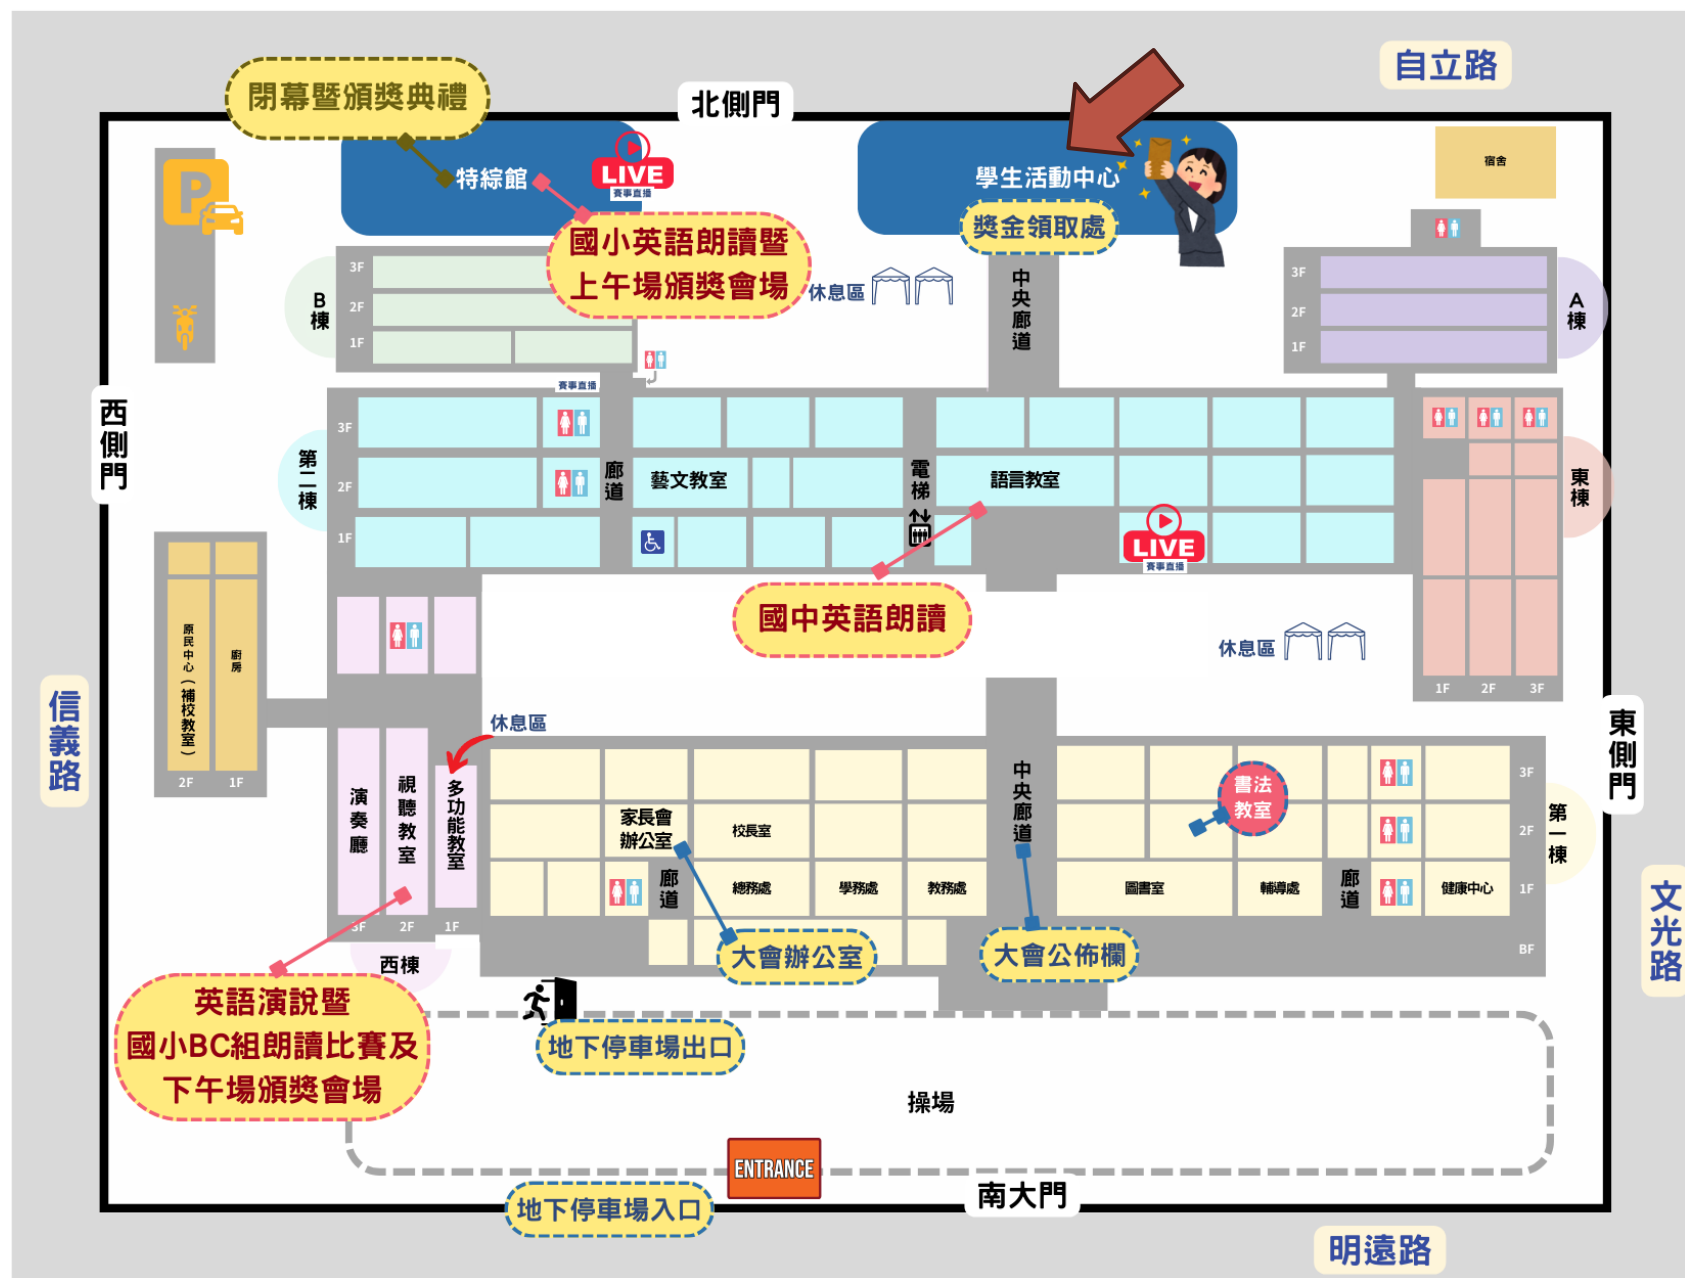 自立路
閉幕暨頒獎典禮
北側門
特綜館
LIVE
賽事直播
學生活動中心
獎金領取處
宿舍
P
國小英語朗讀暨
上午場頒獎會場
休息區
中央廊道
B棟
3F
2F
1F
3F
2F
1F
A棟
西側門
賽事直播
第二棟
3F
2F
1F
廊道
藝文教室
電梯
語言教室
LIVE
賽事直播
東棟
1F
2F
3F
國中英語朗讀
休息區
原民中心（補校教室）
廚房
2F
1F
信義路
休息區
演奏廳
視聽教室
多功能教室
3F
2F
1F
西棟
家長會
辦公室
校長室
廊道
總務處
學務處
教務處
中央廊道
書法
教室
圖書室
輔導處
廊道
健康中心
3F
2F
1F
BF
第一棟
東側門
文光路
大會辦公室
大會公佈欄
英語演說暨
國小BC組朗讀比賽及
下午場頒獎會場
地下停車場出口
操場
ENTRANCE
地下停車場入口
南大門
明遠路